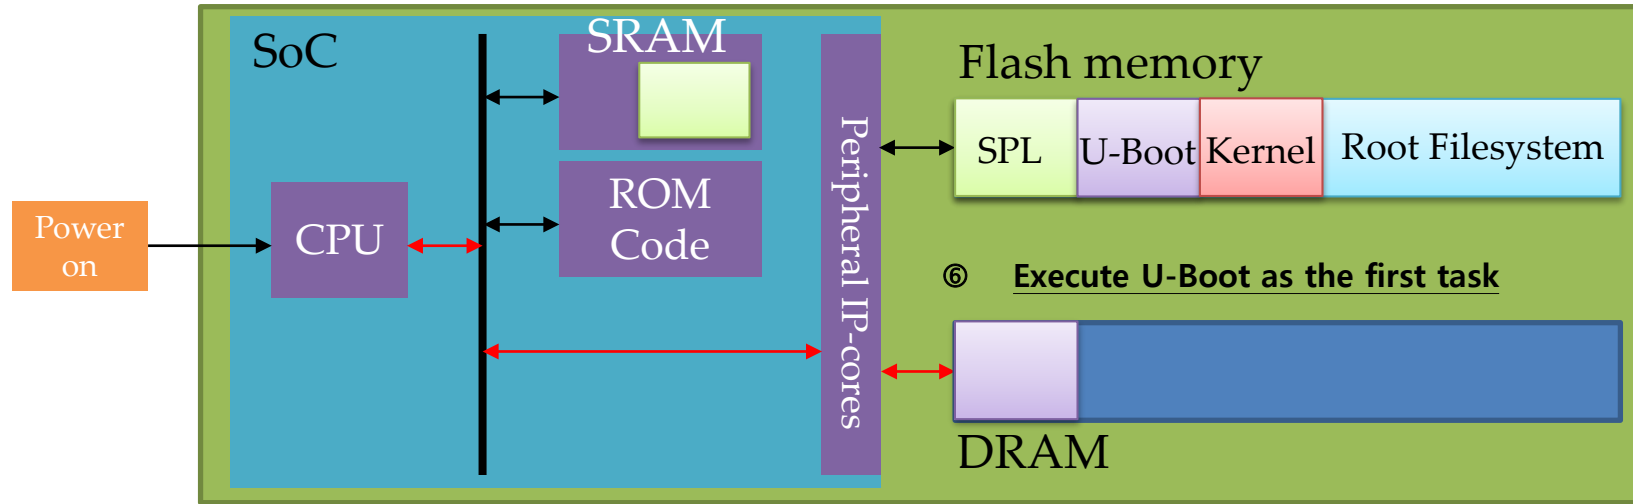 SoC
SRAM
Flash memory
SPL
U-Boot
Kernel
Root Filesystem
Peripheral IP-cores
ROM
Code
Power
on
CPU
⑥ Execute U-Boot as the first task
DRAM